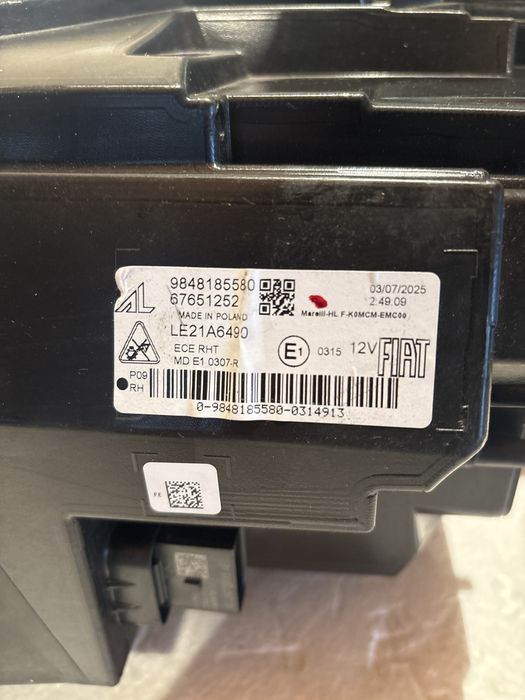 AL
9848185580
67651252
MADE IN POLAND
LE21A6490
ECE RHT
MD E1 0307-R
03/07/2025
2:49.09
Marelli-HL F-K0MCM-EMC00
E1
0315
12V
FIAT
P09
RH
0-9848185580-0314913
FE